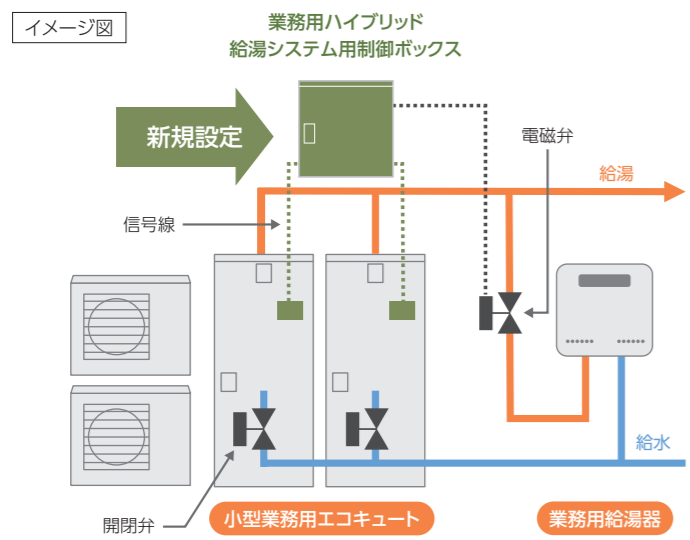 イメージ図
業務用ハイブリッド
給湯システム用制御ボックス
新規設定
電磁弁
給湯
信号線
給水
開閉弁
小型業務用エコキュート
業務用給湯器